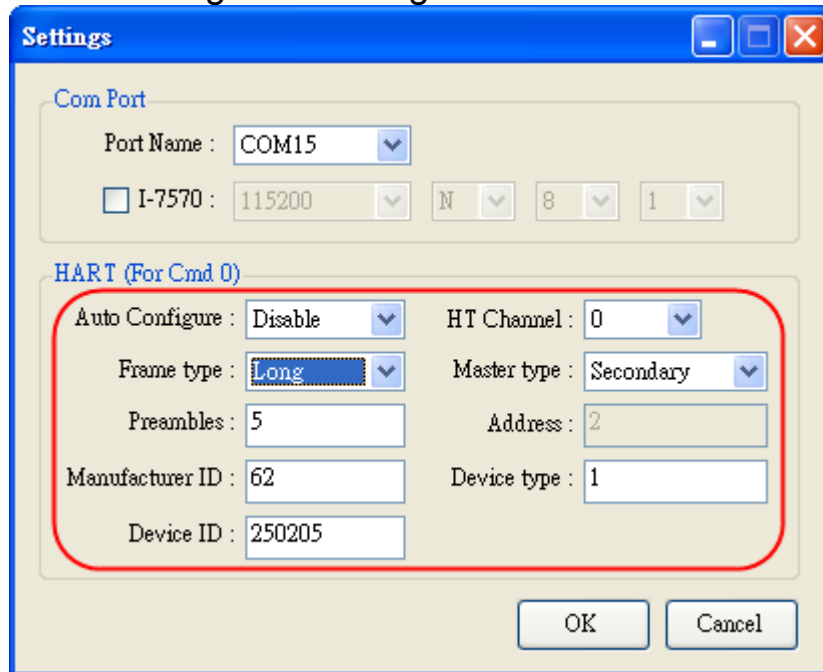 Settings
Com Port
Port Name : COM15
I-7570 : 115200 N 8 1
HART (For Cmd 0)
Auto Configure : Disable HT Channel : 0
Frame type : Long Master type : Secondary
Preambles : 5 Address : 2
Manufacturer ID : 62 Device type : 1
Device ID : 250205
OK Cancel